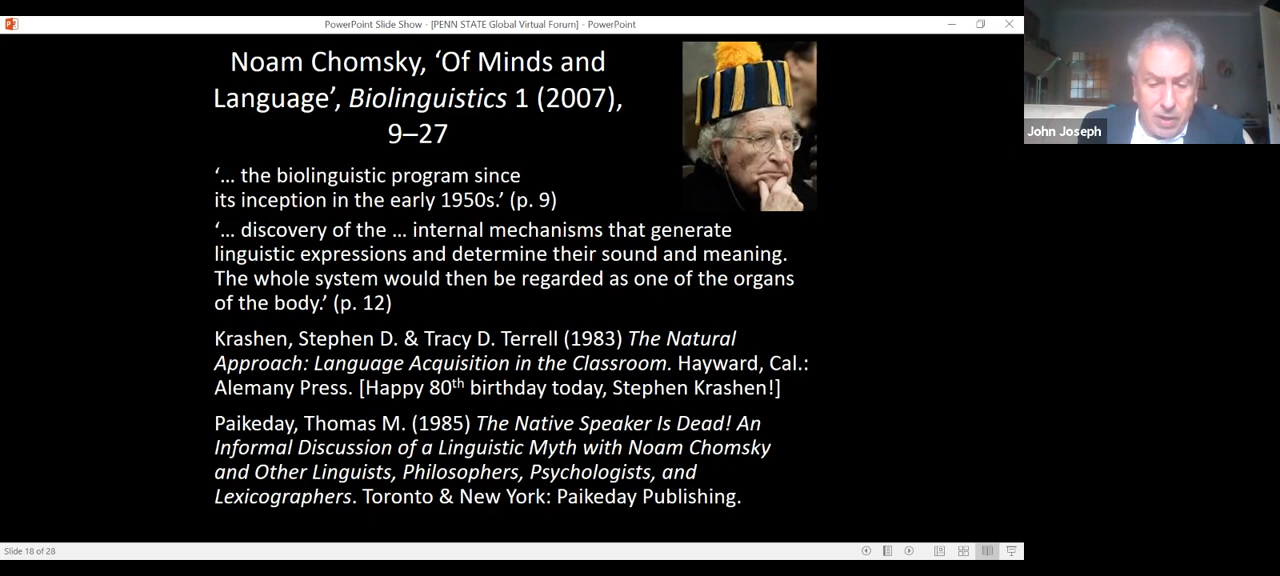 PowerPoint Slide Show - [PENN STATE Global Virtual Forum] - PowerPoint
Noam Chomsky, ‘Of Minds and
Language’, Biolinguistics 1 (2007),
9–27
‘… the biolinguistic program since
its inception in the early 1950s.’ (p. 9)
‘… discovery of the … internal mechanisms that generate
linguistic expressions and determine their sound and meaning.
The whole system would then be regarded as one of the organs
of the body.’ (p. 12)
Krashen, Stephen D. & Tracy D. Terrell (1983) The Natural
Approach: Language Acquisition in the Classroom. Hayward, Cal.:
Alemany Press. [Happy 80th birthday today, Stephen Krashen!]
Paikeday, Thomas M. (1985) The Native Speaker Is Dead! An
Informal Discussion of a Linguistic Myth with Noam Chomsky
and Other Linguists, Philosophers, Psychologists, and
Lexicographers. Toronto & New York: Paikeday Publishing.
Slide 18 of 28
John Joseph